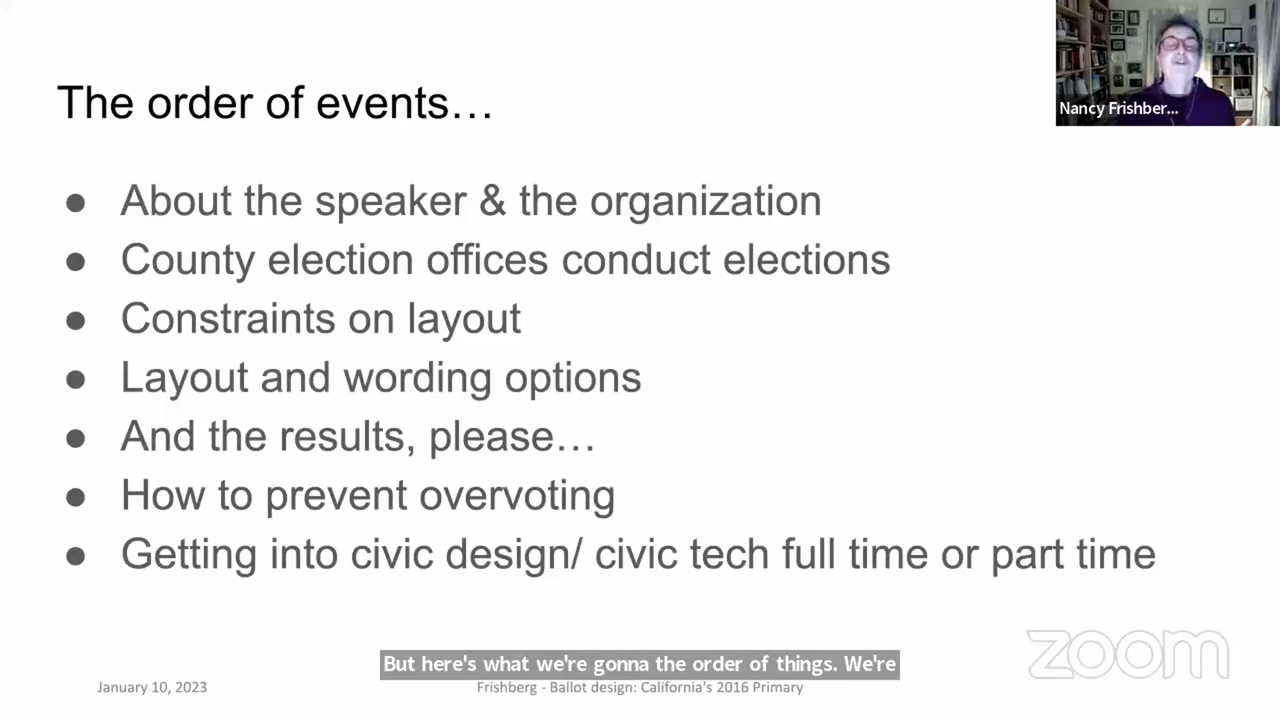 The order of events…
Nancy Frishber...
● About the speaker & the organization
● County election offices conduct elections
● Constraints on layout
● Layout and wording options
● And the results, please…
● How to prevent overvoting
● Getting into civic design/ civic tech full time or part time
But here's what we're gonna the order of things. We're
January 10, 2023
Frishberg - Ballot design: California's 2016 Primary
zoom